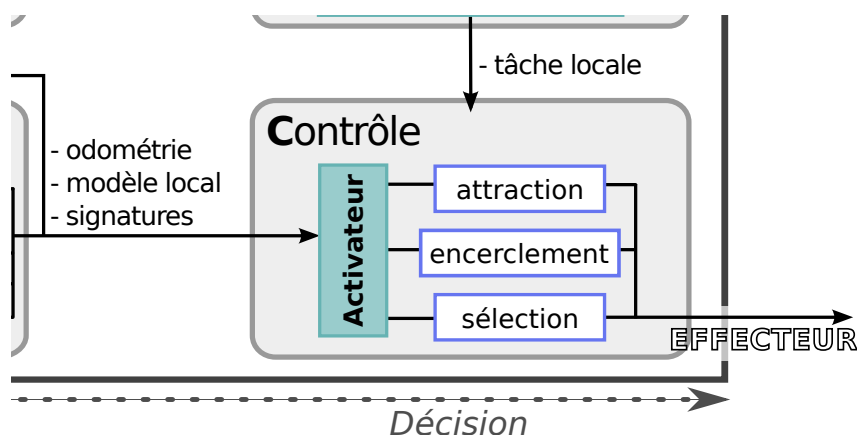 - tâche locale
Contrôle
- odométrie
- modèle local
- signatures
Activateur
attraction
encerclement
sélection
EFFECTEUR
Décision